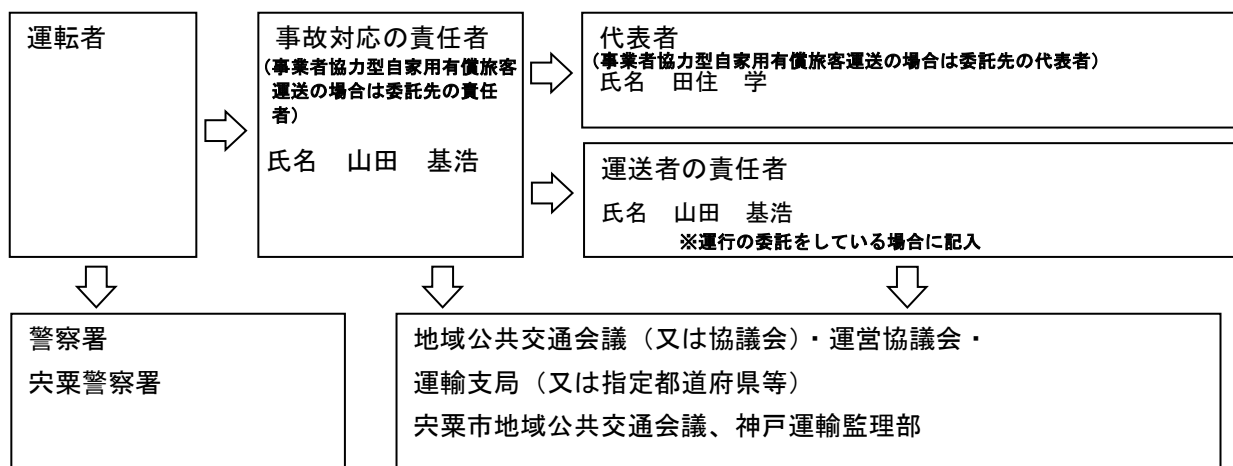 運転者
事故対応の責任者
(事業者協力型自家用有償旅客
運送の場合は委託先の責任
者)
氏名　山田　基浩
代表者
(事業者協力型自家用有償旅客運送の場合は委託先の代表者)
氏名　田住　学
運送者の責任者
氏名　山田　基浩
※運行の委託をしている場合に記入
警察署
宍粟警察署
地域公共交通会議（又は協議会）・運営協議会・
運輸支局（又は指定都道府県等）
宍粟市地域公共交通会議、神戸運輸監理部